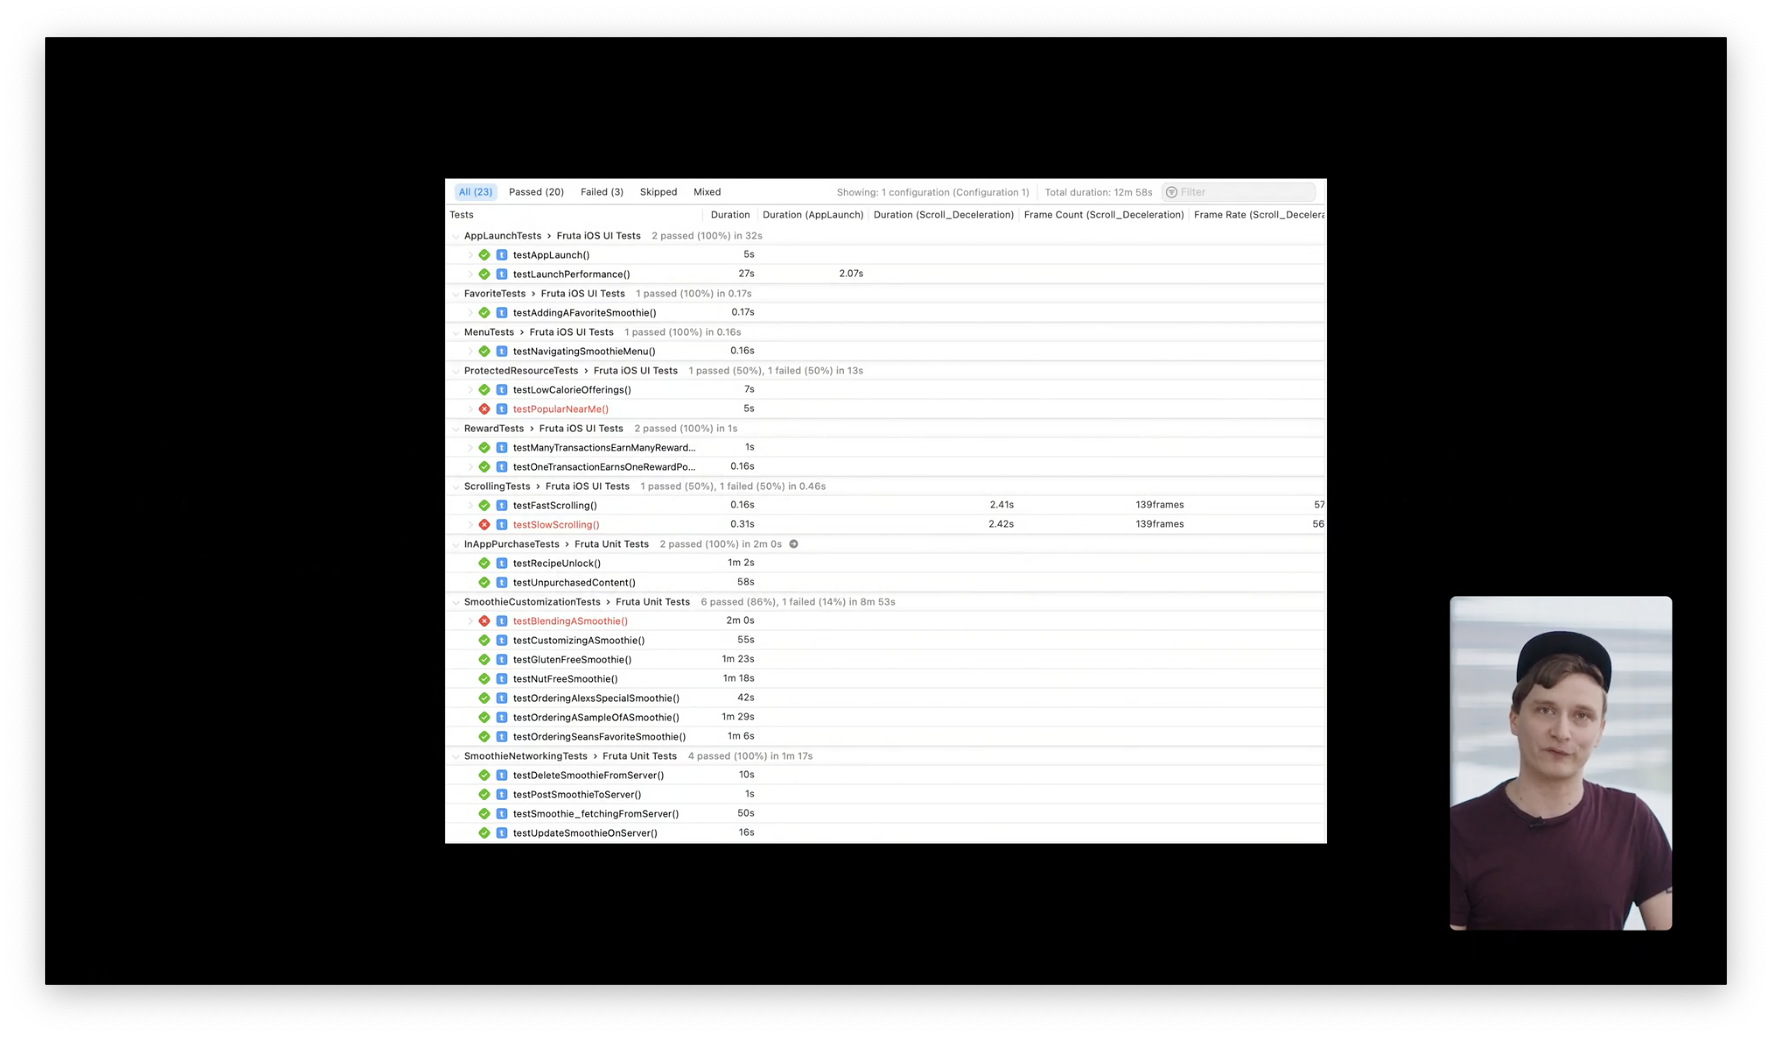 All (23) Passed (20) Failed (3) Skipped Mixed Showing: 1 configuration (Configuration 1) Total duration: 12m 58s Filter
Tests Duration Duration (AppLaunch) Duration (Scroll_Deceleration) Frame Count (Scroll_Deceleration) Frame Rate (Scroll_Decelera
AppLaunchTests › Fruta iOS UI Tests 2 passed (100%) in 32s
t testAppLaunch() 5s
t testLaunchPerformance() 27s 2.07s
FavoriteTests › Fruta iOS UI Tests 1 passed (100%) in 0.17s
t testAddingAFavoriteSmoothie() 0.17s
MenuTests › Fruta iOS UI Tests 1 passed (100%) in 0.16s
t testNavigatingSmoothieMenu() 0.16s
ProtectedResourceTests › Fruta iOS UI Tests 1 passed (50%), 1 failed (50%) in 13s
t testLowCalorieOfferings() 7s
t testPopularNearMe() 5s
RewardTests › Fruta iOS UI Tests 2 passed (100%) in 1s
t testManyTransactionsEarnManyReward... 1s
t testOneTransactionEarnsOneRewardPo... 0.16s
ScrollingTests › Fruta iOS UI Tests 1 passed (50%), 1 failed (50%) in 0.46s
t testFastScrolling() 0.16s 2.41s 139frames 57
t testSlowScrolling() 0.31s 2.42s 139frames 56
InAppPurchaseTests › Fruta Unit Tests 2 passed (100%) in 2m 0s
t testRecipeUnlock() 1m 2s
t testUnpurchasedContent() 58s
SmoothieCustomizationTests › Fruta Unit Tests 6 passed (86%), 1 failed (14%) in 8m 53s
t testBlendingASmoothie() 2m 0s
t testCustomizingASmoothie() 55s
t testGlutenFreeSmoothie() 1m 23s
t testNutFreeSmoothie() 1m 18s
t testOrderingAlexsSpecialSmoothie() 42s
t testOrderingASampleOfASmoothie() 1m 29s
t testOrderingSeansFavoriteSmoothie() 1m 6s
SmoothieNetworkingTests › Fruta Unit Tests 4 passed (100%) in 1m 17s
t testDeleteSmoothieFromServer() 10s
t testPostSmoothieToServer() 1s
t testSmoothie_fetchingFromServer() 50s
t testUpdateSmoothieOnServer() 16s